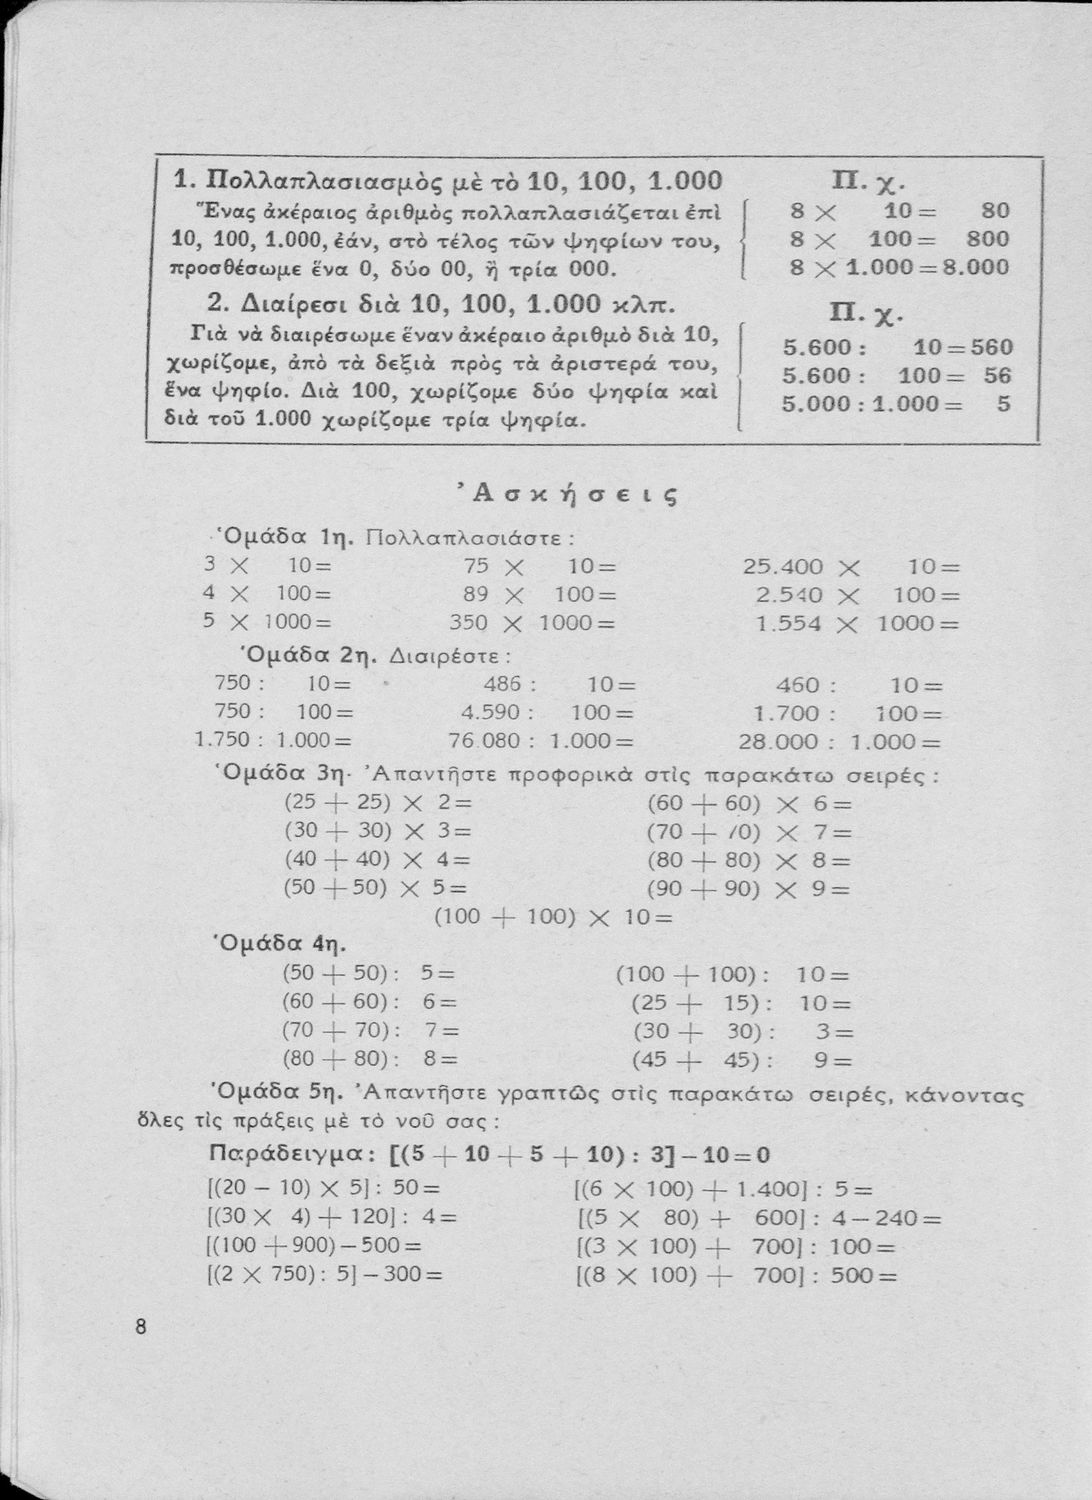 1. Πολλαπλασιασμὸς μὲ τὸ 10, 100, 1.000
Ἕνας ἀκέραιος ἀριθμὸς πολλαπλασιάζεται ἐπὶ
10, 100, 1.000, ἐάν, στὸ τέλος τῶν ψηφίων του,
προσθέσωμε ἕνα 0, δύο 00, ἢ τρία 000.
Π. χ.
8 × 10 = 80
8 × 100 = 800
8 × 1.000 = 8.000
2. Διαίρεσι διὰ 10, 100, 1.000 κλπ.
Γιὰ νὰ διαιρέσωμε ἕναν ἀκέραιο ἀριθμὸ διὰ 10,
χωρίζομε, ἀπὸ τὰ δεξιὰ πρὸς τὰ ἀριστερά του,
ἕνα ψηφίο. Διὰ 100, χωρίζομε δύο ψηφία καὶ
διὰ τοῦ 1.000 χωρίζομε τρία ψηφία.
Π. χ.
5.600 : 10 = 560
5.600 : 100 = 56
5.000 : 1.000 = 5
Ἀσκήσεις
Ὁμάδα 1η. Πολλαπλασιάστε :
3 × 10 = 75 × 10 = 25.400 × 10 =
4 × 100 = 89 × 100 = 2.540 × 100 =
5 × 1000 = 350 × 1000 = 1.554 × 1000 =
Ὁμάδα 2η. Διαιρέστε :
750 : 10 = 486 : 10 = 460 : 10 =
750 : 100 = 4.590 : 100 = 1.700 : 100 =
1.750 : 1.000 = 76.080 : 1.000 = 28.000 : 1.000 =
Ὁμάδα 3η. Ἀπαντῆστε προφορικὰ στὶς παρακάτω σειρές :
(25 + 25) × 2 = (60 + 60) × 6 =
(30 + 30) × 3 = (70 + 70) × 7 =
(40 + 40) × 4 = (80 + 80) × 8 =
(50 + 50) × 5 = (90 + 90) × 9 =
(100 + 100) × 10 =
Ὁμάδα 4η.
(50 + 50) : 5 = (100 + 100) : 10 =
(60 + 60) : 6 = (25 + 15) : 10 =
(70 + 70) : 7 = (30 + 30) : 3 =
(80 + 80) : 8 = (45 + 45) : 9 =
Ὁμάδα 5η. Ἀπαντῆστε γραπτῶς στὶς παρακάτω σειρές, κάνοντας
ὅλες τὶς πράξεις μὲ τὸ νοῦ σας :
Παράδειγμα : [(5 + 10 + 5 + 10) : 3] – 10 = 0
[(20 – 10) × 5] : 50 = [(6 × 100) + 1.400] : 5 =
[(30 × 4) + 120] : 4 = [(5 × 80) + 600] : 4 – 240 =
[(100 + 900) – 500 = [(3 × 100) + 700] : 100 =
[(2 × 750) : 5] – 300 = [(8 × 100) + 700] : 500 =
8